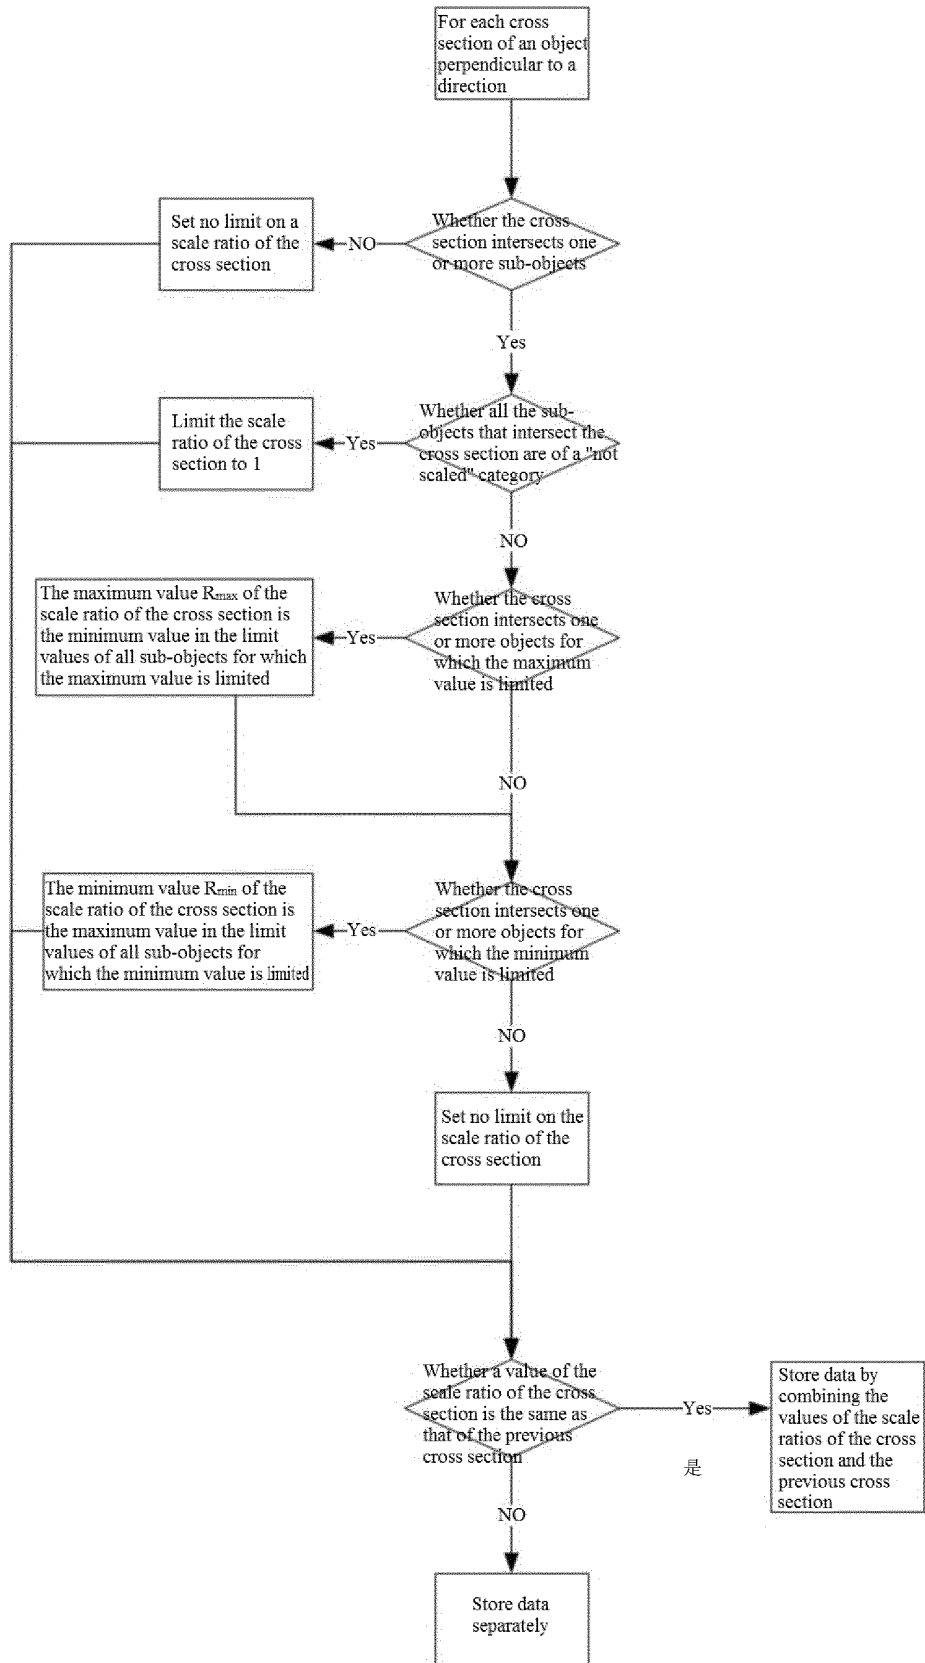 For each cross
section of an object
perpendicular to a
direction
Whether the cross
section intersects one
or more sub-objects
NO
Set no limit on a
scale ratio of the
cross section
Yes
Whether all the sub-
objects that intersect the
cross section are of a "not
scaled" category
Yes
Limit the scale
ratio of the cross
section to 1
NO
Whether the cross
section intersects one
or more objects for
which the maximum
value is limited
Yes
The maximum value Rmax of the
scale ratio of the cross section is
the minimum value in the limit
values of all sub-objects for which
the maximum value is limited
NO
Whether the cross
section intersects one
or more objects for
which the minimum
value is limited
Yes
The minimum value Rmin of the
scale ratio of the cross section is
the maximum value in the limit
values of all sub-objects for
which the minimum value is limited
NO
Set no limit on the
scale ratio of the
cross section
Whether a value of the
scale ratio of the cross
section is the same as
that of the previous
cross section
Yes
是
Store data by
combining the
values of the scale
ratios of the cross
section and the
previous cross
section
NO
Store data
separately